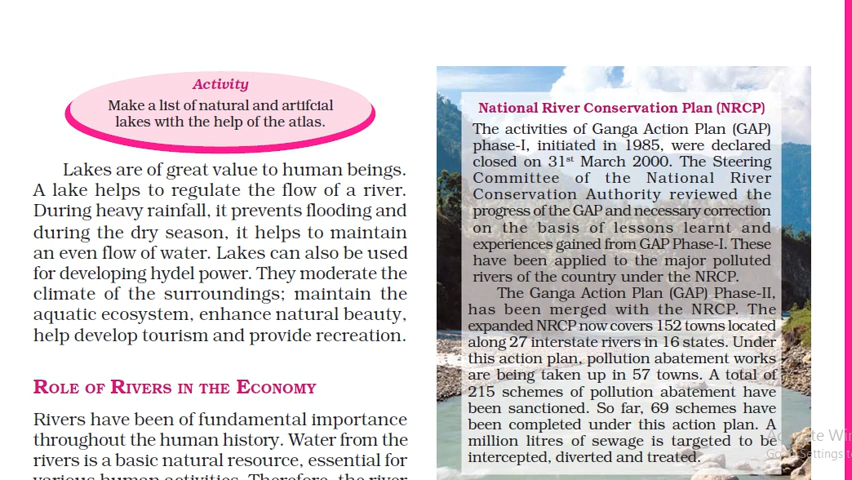 Activity
Make a list of natural and artifcial
lakes with the help of the atlas.
Lakes are of great value to human beings.
A lake helps to regulate the flow of a river.
During heavy rainfall, it prevents flooding and
during the dry season, it helps to maintain
an even flow of water. Lakes can also be used
for developing hydel power. They moderate the
climate of the surroundings; maintain the
aquatic ecosystem, enhance natural beauty,
help develop tourism and provide recreation.
ROLE OF RIVERS IN THE ECONOMY
Rivers have been of fundamental importance
throughout the human history. Water from the
rivers is a basic natural resource, essential for
various human activities. Therefore, the river
National River Conservation Plan (NRCP)
The activities of Ganga Action Plan (GAP)
phase-I, initiated in 1985, were declared
closed on 31st March 2000. The Steering
Committee of the National River
Conservation Authority reviewed the
progress of the GAP and necessary correction
on the basis of lessons learnt and
experiences gained from GAP Phase-I. These
have been applied to the major polluted
rivers of the country under the NRCP.
The Ganga Action Plan (GAP) Phase-II,
has been merged with the NRCP. The
expanded NRCP now covers 152 towns located
along 27 interstate rivers in 16 states. Under
this action plan, pollution abatement works
are being taken up in 57 towns. A total of
215 schemes of pollution abatement have
been sanctioned. So far, 69 schemes have
been completed under this action plan. A
million litres of sewage is targeted to be
intercepted, diverted and treated.